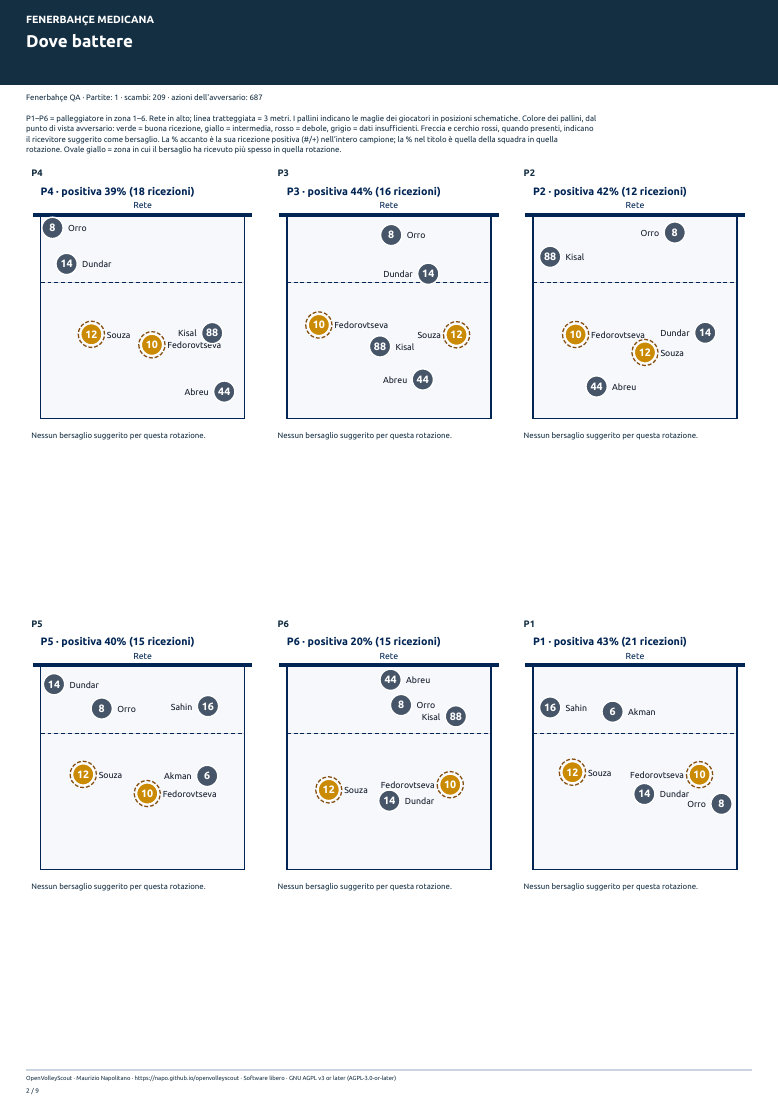 FENERBAHÇE MEDICANA
Dove battere
Fenerbahçe QA · Partite: 1 · scambi: 209 · azioni dell'avversario: 687
P1–P6 = palleggiatore in zona 1–6. Rete in alto; linea tratteggiata = 3 metri. I pallini indicano le maglie dei giocatori in posizioni schematiche. Colore dei pallini, dal
punto di vista avversario: verde = buona ricezione, giallo = intermedia, rosso = debole, grigio = dati insufficienti. Freccia e cerchio rossi, quando presenti, indicano
il ricevitore suggerito come bersaglio. La % accanto è la sua ricezione positiva (#/+) nell'intero campione; la % nel titolo è quella della squadra in quella
rotazione. Ovale giallo = zona in cui il bersaglio ha ricevuto più spesso in quella rotazione.
P4
P4 · positiva 39% (18 ricezioni)
Rete
8 Orro
14 Dundar
12 Souza
Kisal 88
10 Fedorovtseva
Abreu 44
Nessun bersaglio suggerito per questa rotazione.
P3
P3 · positiva 44% (16 ricezioni)
Rete
8 Orro
Dundar 14
10 Fedorovtseva
Souza 12
88 Kisal
Abreu 44
Nessun bersaglio suggerito per questa rotazione.
P2
P2 · positiva 42% (12 ricezioni)
Rete
Orro 8
88 Kisal
10 Fedorovtseva
Dundar 14
12 Souza
44 Abreu
Nessun bersaglio suggerito per questa rotazione.
P5
P5 · positiva 40% (15 ricezioni)
Rete
14 Dundar
8 Orro
Sahin 16
12 Souza
Akman 6
10 Fedorovtseva
Nessun bersaglio suggerito per questa rotazione.
P6
P6 · positiva 20% (15 ricezioni)
Rete
44 Abreu
8 Orro
Kisal 88
12 Souza
Fedorovtseva 10
14 Dundar
Nessun bersaglio suggerito per questa rotazione.
P1
P1 · positiva 43% (21 ricezioni)
Rete
16 Sahin
6 Akman
12 Souza
Fedorovtseva 10
14 Dundar
Orro 8
Nessun bersaglio suggerito per questa rotazione.
OpenVolleyScout · Maurizio Napolitano · https://napo.github.io/openvolleyscout · Software libero · GNU AGPL v3 or later (AGPL-3.0-or-later)
2 / 9